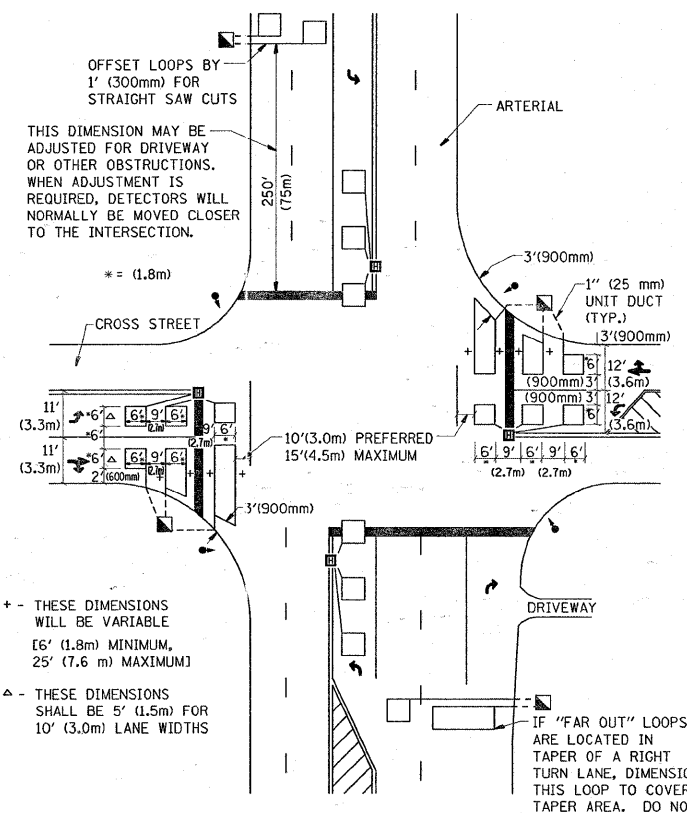 OFFSET LOOPS BY
1' (300mm) FOR
STRAIGHT SAW CUTS
THIS DIMENSION MAY BE
ADJUSTED FOR DRIVEWAY
OR OTHER OBSTRUCTIONS.
WHEN ADJUSTMENT IS
REQUIRED, DETECTORS WILL
NORMALLY BE MOVED CLOSER
TO THE INTERSECTION.
* = (1.8m)
250'
(75m)
ARTERIAL
3'(900mm)
1" (25 mm)
UNIT DUCT
(TYP.)
3'(900mm)
CROSS STREET
*6'
12'
(3.6m)
(900mm) 3'
(900mm) 3'
12'
*6'
(3.6m)
11'
(3.3m)
*6' △ 6' 9' 6'
(2.7m)
*6'
9' 6'
(2.7m)
11'
(3.3m)
*6' △ 6' 9' 6'
(2.7m)
2' (600mm)
10'(3.0m) PREFERRED
15'(4.5m) MAXIMUM
6' 9' 6' 9' 6'
(2.7m) (2.7m)
3'(900mm)
+ - THESE DIMENSIONS
WILL BE VARIABLE
[6' (1.8m) MINIMUM,
25' (7.6 m) MAXIMUM]
△ - THESE DIMENSIONS
SHALL BE 5' (1.5m) FOR
10' (3.0m) LANE WIDTHS
DRIVEWAY
IF "FAR OUT" LOOPS
ARE LOCATED IN
TAPER OF A RIGHT
TURN LANE, DIMENSIO
THIS LOOP TO COVER
TAPER AREA. DO NO